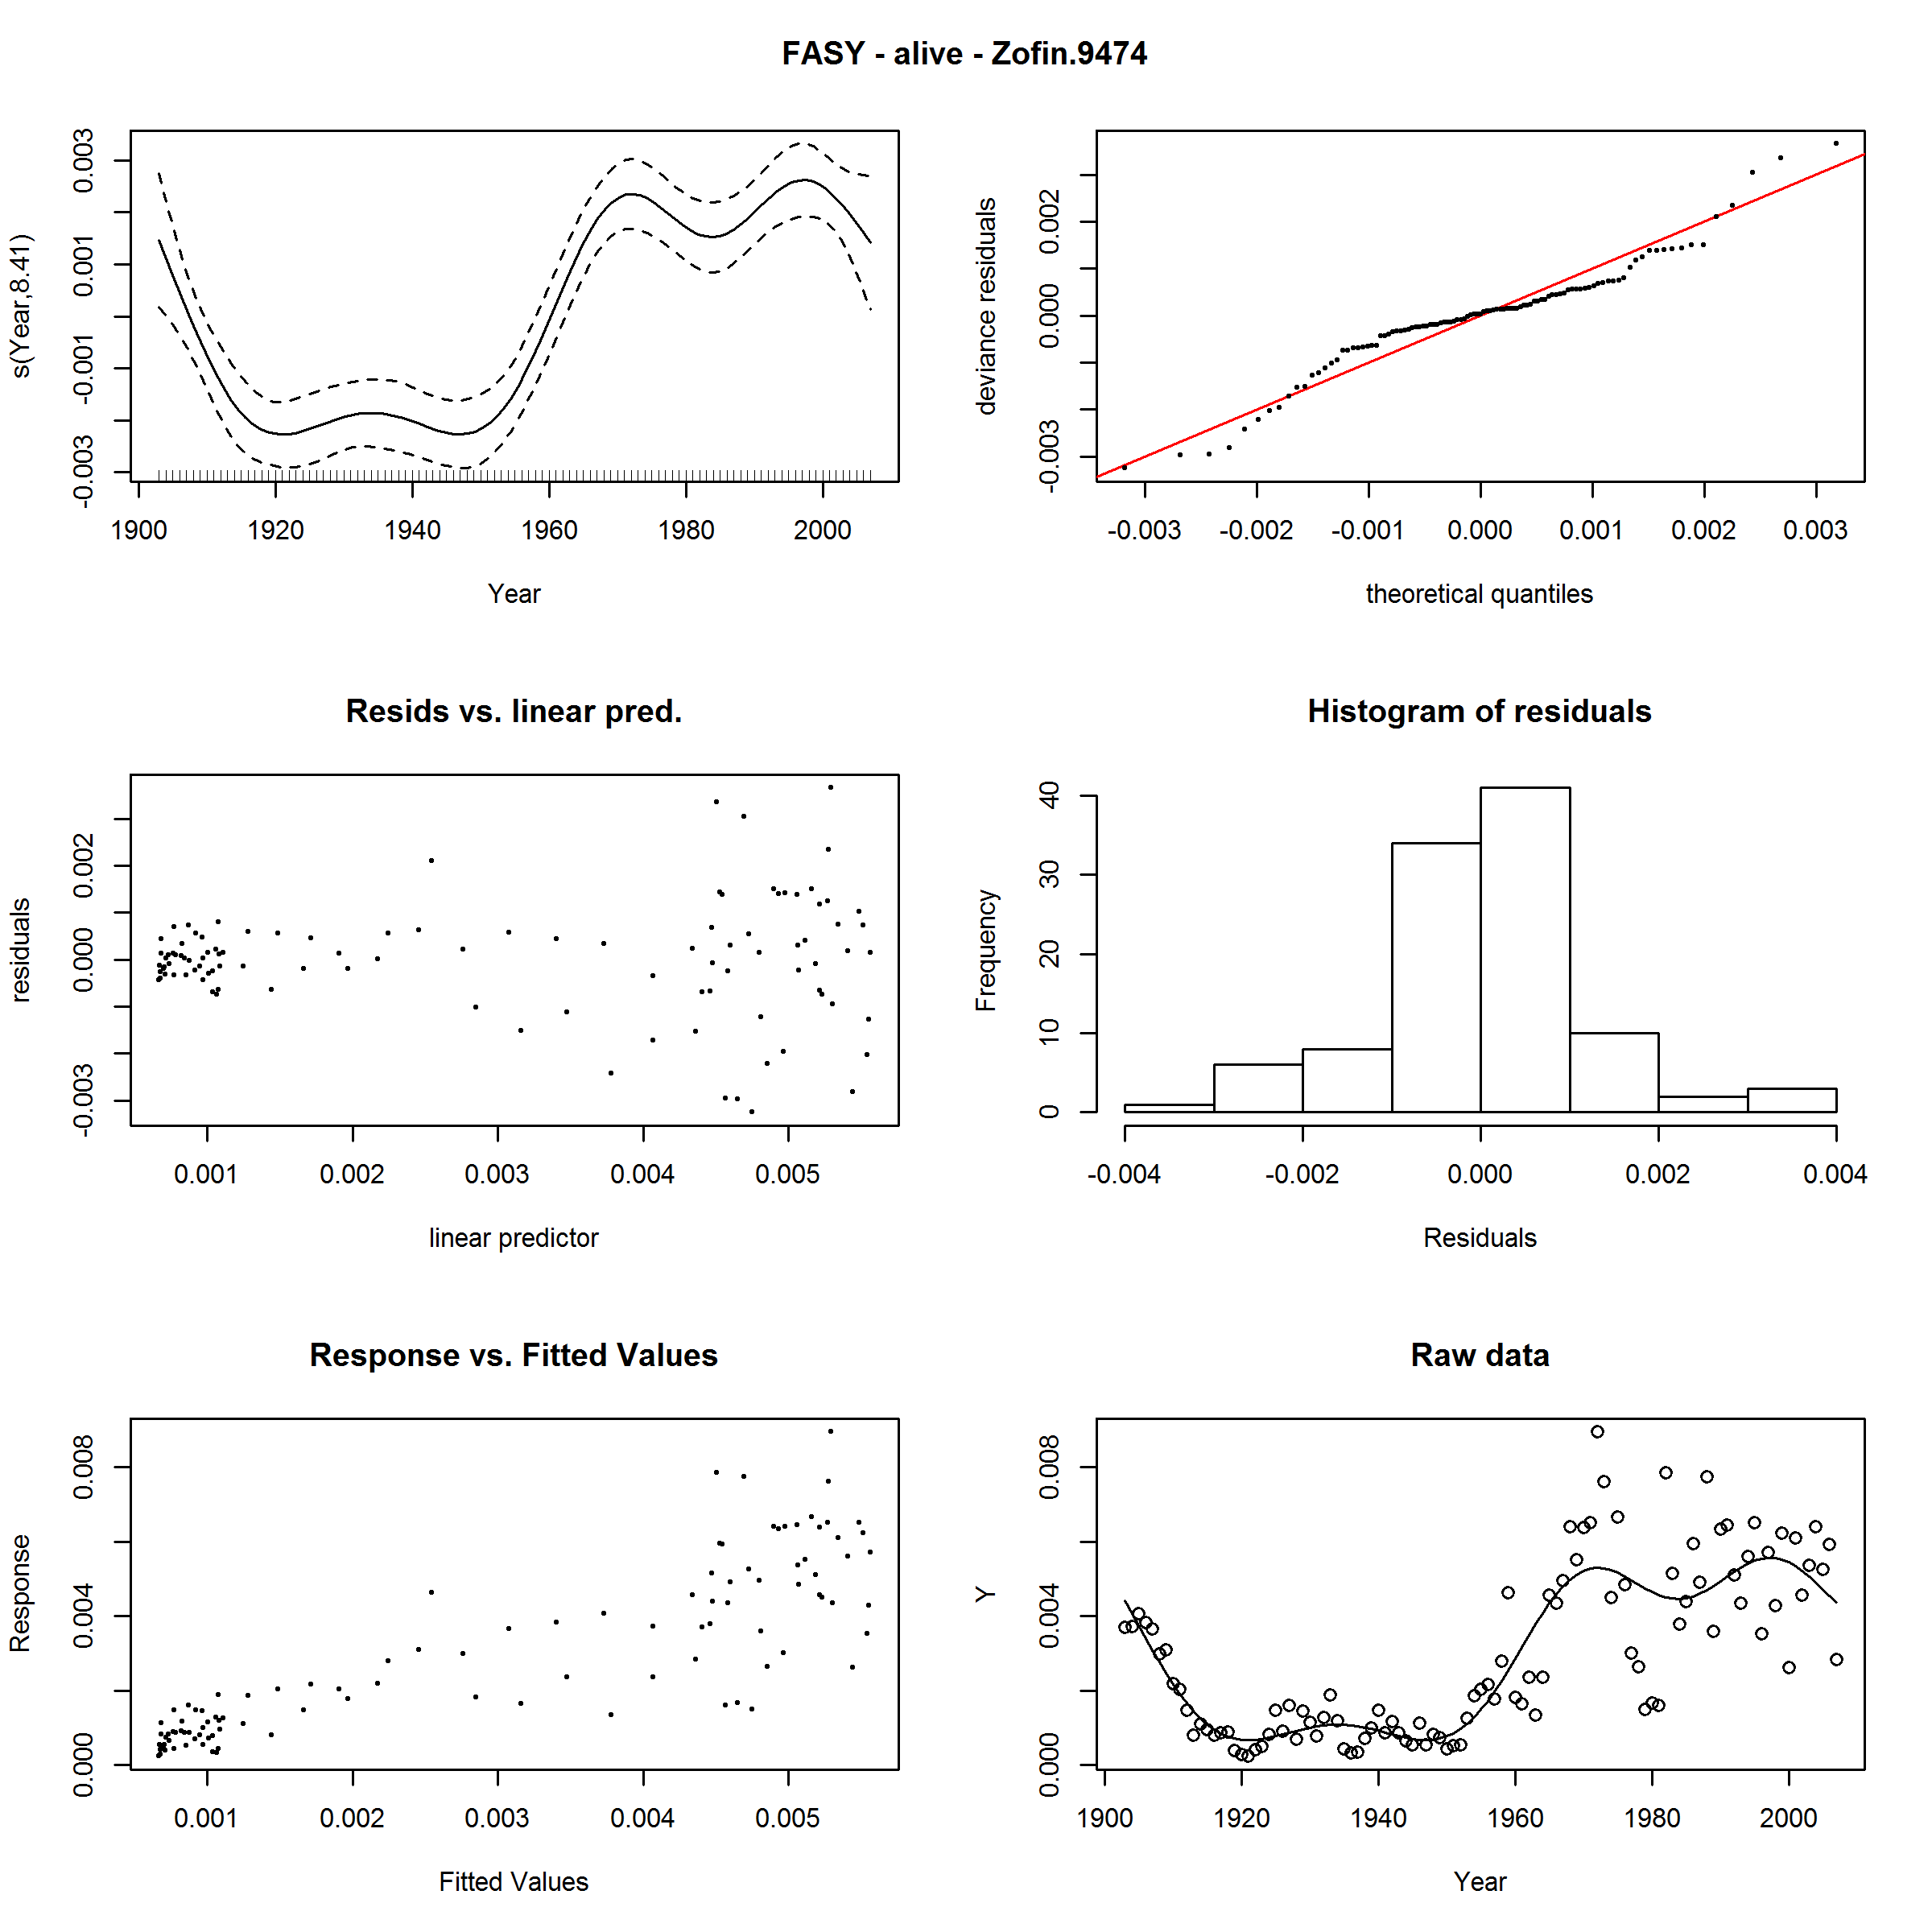 FASY - alive - Zofin.9474
s(Year,8.41)
-0.003 -0.001 0.001 0.003
1900 1920 1940 1960 1980 2000
Year
deviance residuals
-0.003 0.000 0.002
-0.003 -0.002 -0.001 0.000 0.001 0.002 0.003
theoretical quantiles
Resids vs. linear pred.
residuals
-0.003 0.000 0.002
0.001 0.002 0.003 0.004 0.005
linear predictor
Histogram of residuals
Frequency
0 10 20 30 40
-0.004 -0.002 0.000 0.002 0.004
Residuals
Response vs. Fitted Values
Response
0.000 0.004 0.008
0.001 0.002 0.003 0.004 0.005
Fitted Values
Raw data
Y
0.000 0.004 0.008
1900 1920 1940 1960 1980 2000
Year